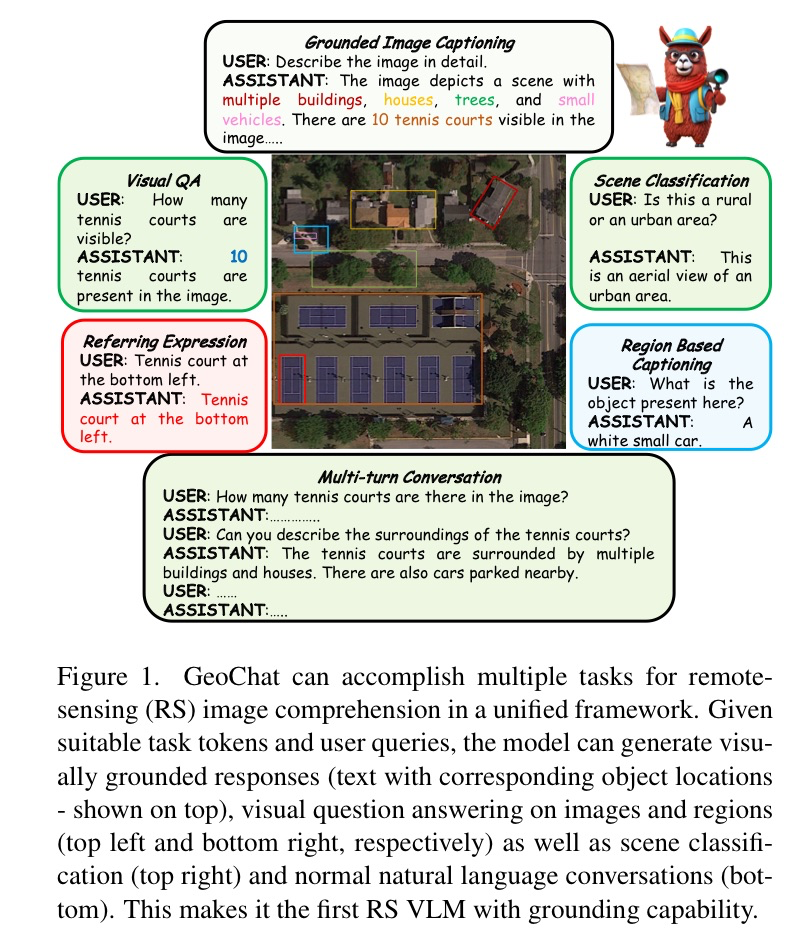 Grounded Image Captioning
USER: Describe the image in detail.
ASSISTANT: The image depicts a scene with
multiple buildings, houses, trees, and small
vehicles. There are 10 tennis courts visible in the
image.....
Visual QA
USER: How many
tennis courts are
visible?
ASSISTANT: 10
tennis courts are
present in the image.
Scene Classification
USER: Is this a rural
or an urban area?
ASSISTANT: This
is an aerial view of an
urban area.
Referring Expression
USER: Tennis court at
the bottom left.
ASSISTANT: Tennis
court at the bottom
left.
Region Based
Captioning
USER: What is the
object present here?
ASSISTANT: A
white small car.
Multi-turn Conversation
USER: How many tennis courts are there in the image?
ASSISTANT:..............
USER: Can you describe the surroundings of the tennis courts?
ASSISTANT: The tennis courts are surrounded by multiple
buildings and houses. There are also cars parked nearby.
USER: ......
ASSISTANT:.....
Figure 1. GeoChat can accomplish multiple tasks for remote-
sensing (RS) image comprehension in a unified framework. Given
suitable task tokens and user queries, the model can generate visu-
ally grounded responses (text with corresponding object locations
- shown on top), visual question answering on images and regions
(top left and bottom right, respectively) as well as scene classifi-
cation (top right) and normal natural language conversations (bot-
tom). This makes it the first RS VLM with grounding capability.